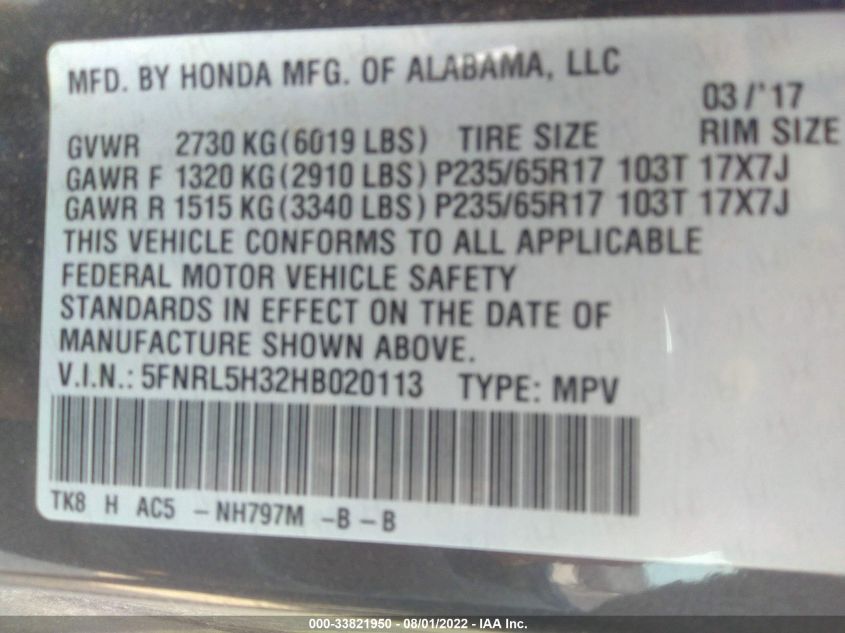 MFD. BY HONDA MFG. OF ALABAMA, LLC
03/'17
GVWR 2730 KG(6019 LBS) TIRE SIZE RIM SIZE
GAWR F 1320 KG(2910 LBS) P235/65R17 103T 17X7J
GAWR R 1515 KG(3340 LBS) P235/65R17 103T 17X7J
THIS VEHICLE CONFORMS TO ALL APPLICABLE
FEDERAL MOTOR VEHICLE SAFETY
STANDARDS IN EFFECT ON THE DATE OF
MANUFACTURE SHOWN ABOVE.
V.I.N.: 5FNRL5H32HB020113 TYPE: MPV
TK8 H AC5 - NH797M - B - B
000-33821950 - 08/01/2022 - IAA Inc.